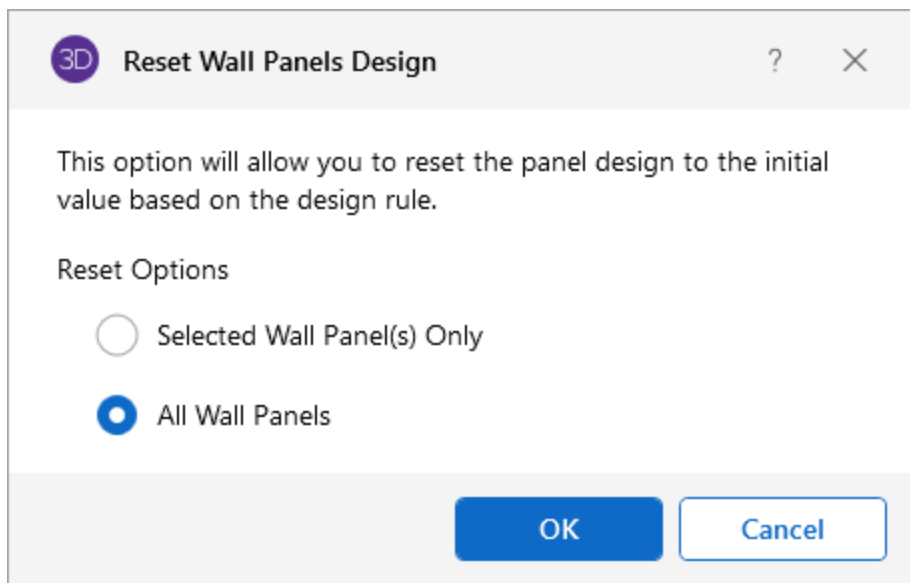 3D Reset Wall Panels Design ?
This option will allow you to reset the panel design to the initial
value based on the design rule.
Reset Options
Selected Wall Panel(s) Only
All Wall Panels
OK Cancel